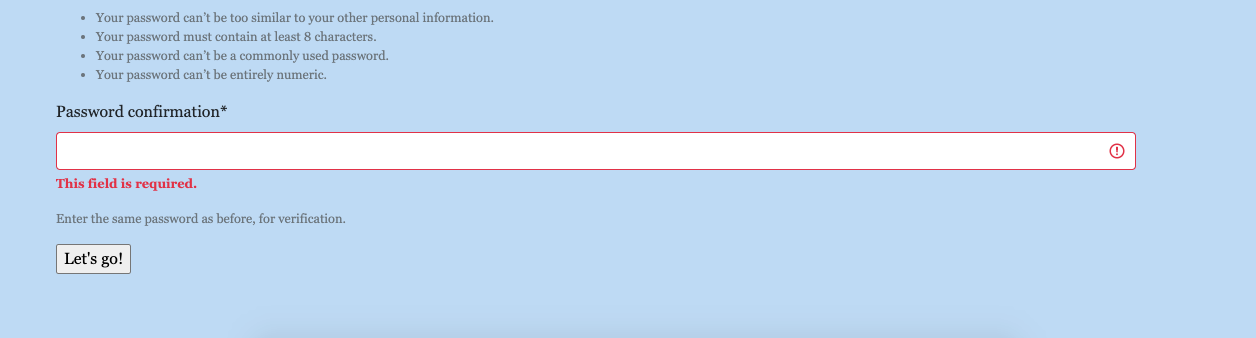 Your password can’t be too similar to your other personal information.
Your password must contain at least 8 characters.
Your password can’t be a commonly used password.
Your password can’t be entirely numeric.
Password confirmation*
This field is required.
Enter the same password as before, for verification.
Let's go!